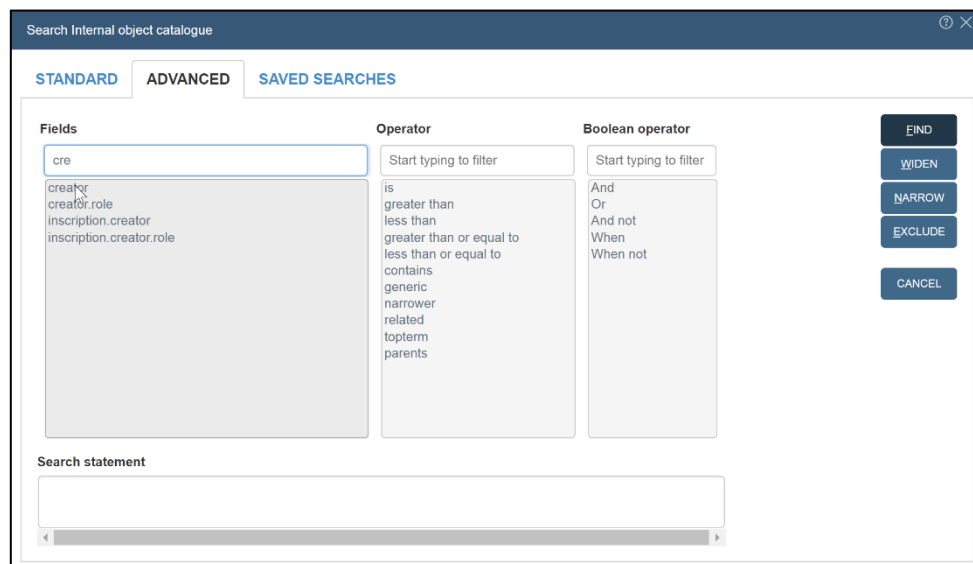 Search Internal object catalogue
STANDARD
ADVANCED
SAVED SEARCHES
Fields
cre
creator
creator.role
inscription.creator
inscription.creator.role
Operator
Start typing to filter
is
greater than
less than
greater than or equal to
less than or equal to
contains
generic
narrower
related
topterm
parents
Boolean operator
Start typing to filter
And
Or
And not
When
When not
FIND
WIDEN
NARROW
EXCLUDE
CANCEL
Search statement